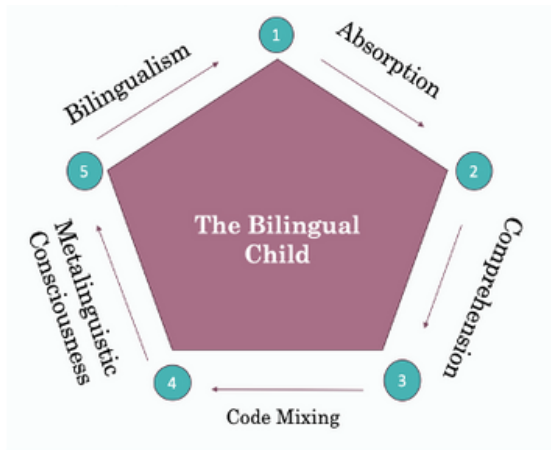 1
Absorption
2
Comprehension
3
Code Mixing
4
Metalinguistic
Consciousness
5
Bilingualism
The Bilingual
Child